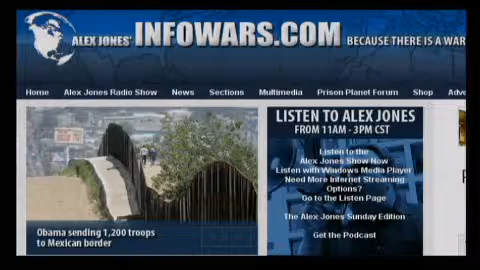 ALEX JONES' INFOWARS.COM BECAUSE THERE IS A WAR
Home Alex Jones Radio Show News Sections Multimedia Prison Planet Forum Shop Adve
LISTEN TO ALEX JONES
FROM 11AM - 3PM CST
Listen to the
Alex Jones Show Now
Listen with Windows Media Player
Need More Internet Streaming
Options?
Go to the Listen Page
The Alex Jones Sunday Edition
Get the Podcast
Obama sending 1,200 troops
to Mexican border